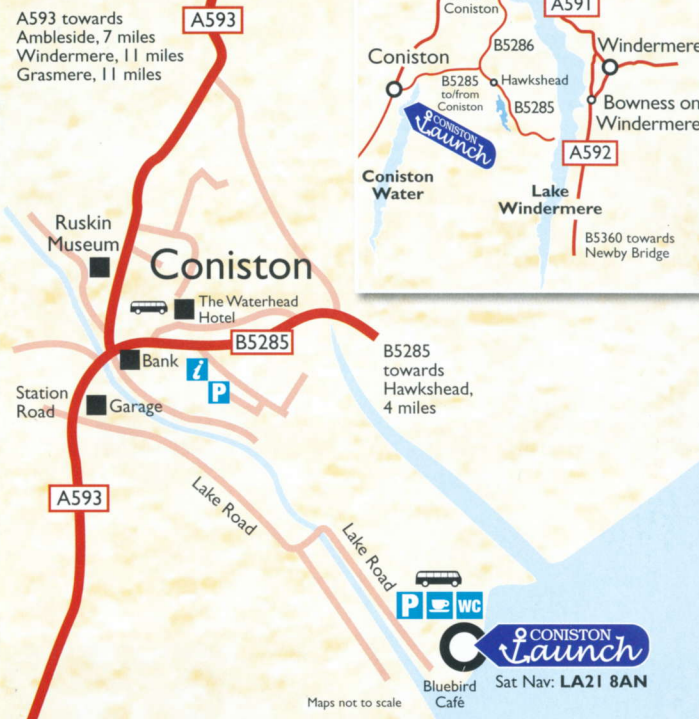 A593 towards
Ambleside, 7 miles
Windermere, 11 miles
Grasmere, 11 miles
A593
Coniston
A591
B5286
Coniston
Windermere
B5285
to/from
Coniston
Hawkshead
B5285
Bowness on
Windermere
CONISTON
Launch
A592
Coniston
Water
Lake
Windermere
B5360 towards
Newby Bridge
Ruskin
Museum
Coniston
The Waterhead
Hotel
B5285
Bank
i
P
B5285
towards
Hawkshead,
4 miles
Station
Road
Garage
A593
Lake Road
Lake Road
P
WC
CONISTON
Launch
Bluebird
Café
Sat Nav: LA21 8AN
Maps not to scale